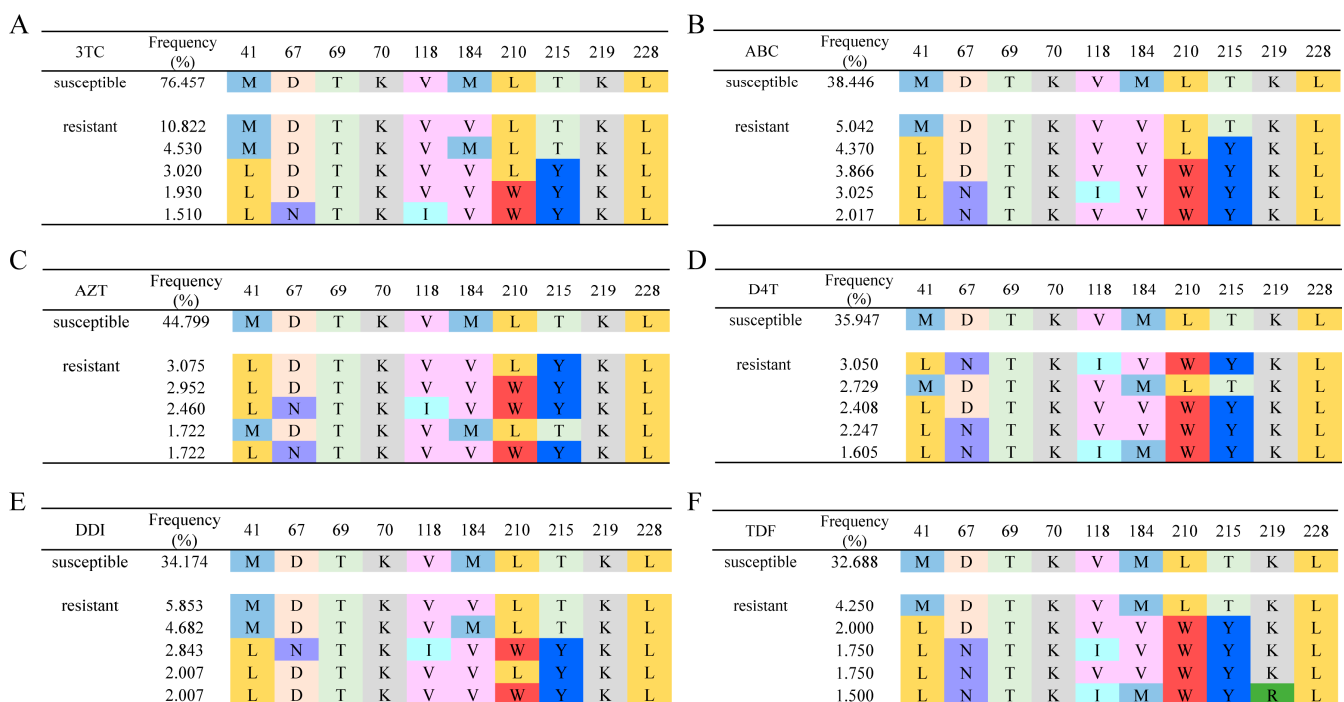 A
3TC Frequency (%) 41 67 69 70 118 184 210 215 219 228
susceptible 76.457 M D T K V M L T K L
resistant 10.822 M D T K V V L T K L
4.530 M D T K V M L T K L
3.020 L D T K V V L Y K L
1.930 L D T K V V W Y K L
1.510 L N T K I V W Y K L
B
ABC Frequency (%) 41 67 69 70 118 184 210 215 219 228
susceptible 38.446 M D T K V M L T K L
resistant 5.042 M D T K V V L T K L
4.370 L D T K V V L Y K L
3.866 L D T K V V W Y K L
3.025 L N T K I V W Y K L
2.017 L N T K V V W Y K L
C
AZT Frequency (%) 41 67 69 70 118 184 210 215 219 228
susceptible 44.799 M D T K V M L T K L
resistant 3.075 L D T K V V L Y K L
2.952 L D T K V V W Y K L
2.460 L N T K I V W Y K L
1.722 M D T K V M L T K L
1.722 L N T K V V W Y K L
D
D4T Frequency (%) 41 67 69 70 118 184 210 215 219 228
susceptible 35.947 M D T K V M L T K L
resistant 3.050 L N T K I V W Y K L
2.729 M D T K V M L T K L
2.408 L D T K V V W Y K L
2.247 L N T K V V W Y K L
1.605 L N T K I M W Y K L
E
DDI Frequency (%) 41 67 69 70 118 184 210 215 219 228
susceptible 34.174 M D T K V M L T K L
resistant 5.853 M D T K V V L T K L
4.682 M D T K V M L T K L
2.843 L N T K I V W Y K L
2.007 L D T K V V L Y K L
2.007 L D T K V V W Y K L
F
TDF Frequency (%) 41 67 69 70 118 184 210 215 219 228
susceptible 32.688 M D T K V M L T K L
resistant 4.250 M D T K V M L T K L
2.000 L D T K V V W Y K L
1.750 L N T K I V W Y K L
1.750 L N T K V V W Y K L
1.500 L N T K I M W Y R L